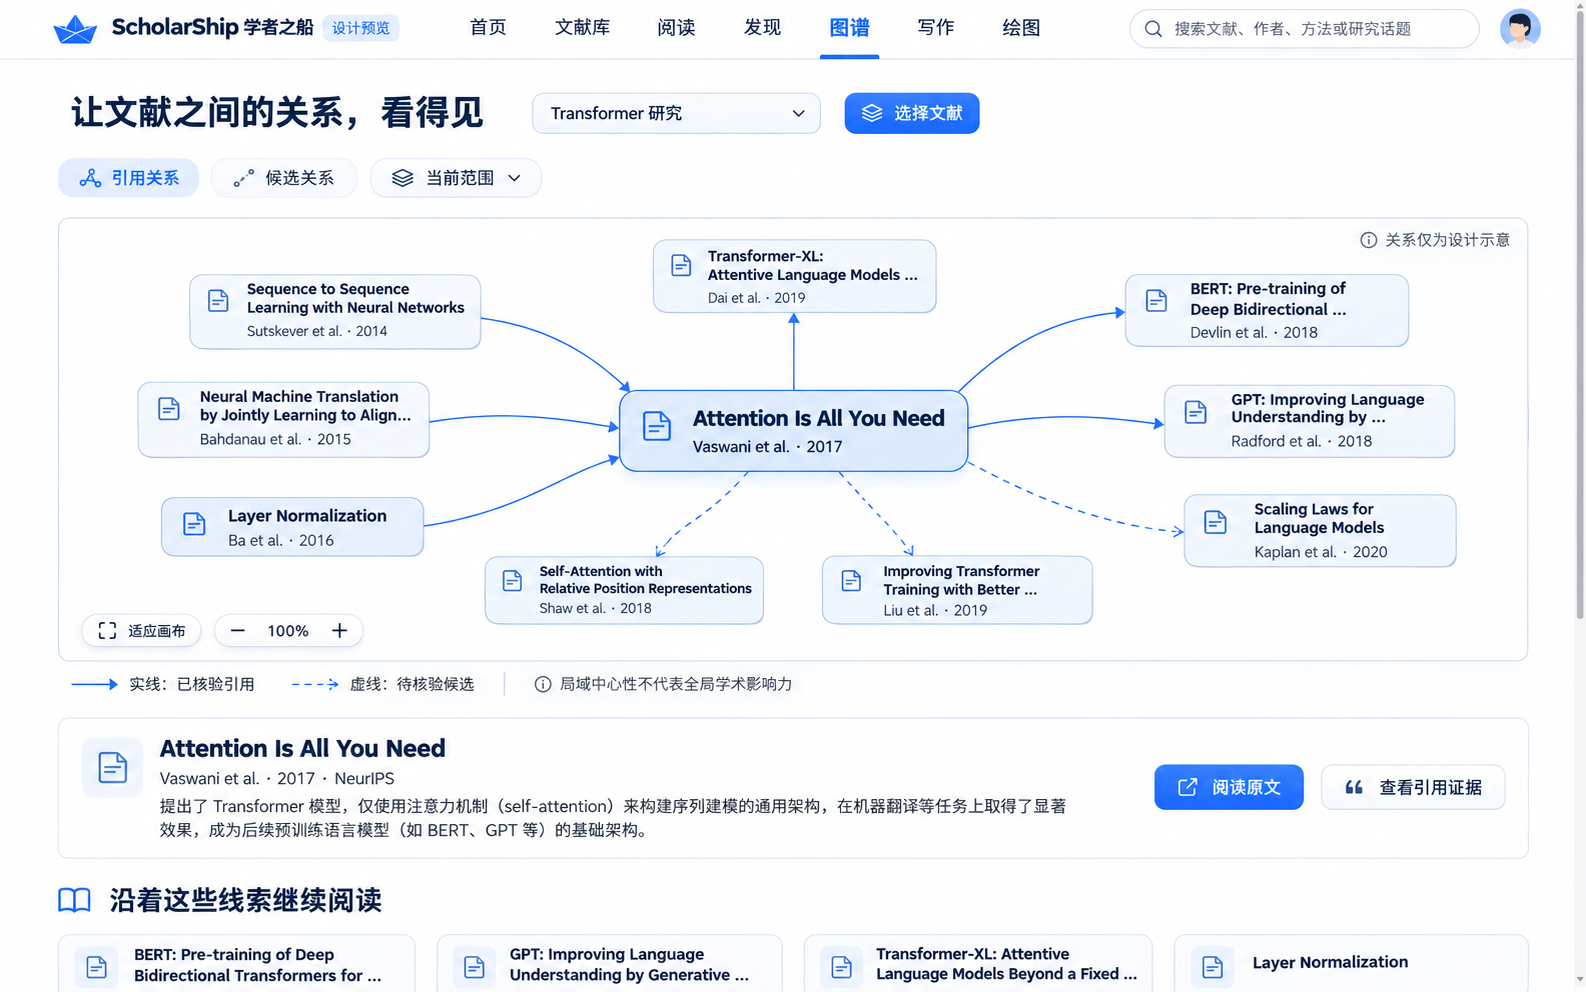 ScholarShip 学者之船
设计预览
首页
文献库
阅读
发现
图谱
写作
绘图
搜索文献、作者、方法或研究话题
让文献之间的关系，看得见
Transformer 研究
选择文献
引用关系
候选关系
当前范围
关系仅为设计示意
Transformer-XL:
Attentive Language Models ...
Dai et al. · 2019
Sequence to Sequence
Learning with Neural Networks
Sutskever et al. · 2014
BERT: Pre-training of
Deep Bidirectional ...
Devlin et al. · 2018
Neural Machine Translation
by Jointly Learning to Align...
Bahdanau et al. · 2015
Attention Is All You Need
Vaswani et al. · 2017
GPT: Improving Language
Understanding by ...
Radford et al. · 2018
Layer Normalization
Ba et al. · 2016
Scaling Laws for
Language Models
Kaplan et al. · 2020
Self-Attention with
Relative Position Representations
Shaw et al. · 2018
Improving Transformer
Training with Better ...
Liu et al. · 2019
适应画布
100%
实线：已核验引用
虚线：待核验候选
局域中心性不代表全局学术影响力
Attention Is All You Need
Vaswani et al. · 2017 · NeurIPS
提出了 Transformer 模型，仅使用注意力机制（self-attention）来构建序列建模的通用架构，在机器翻译等任务上取得了显著
效果，成为后续预训练语言模型（如 BERT、GPT 等）的基础架构。
阅读原文
查看引用证据
沿着这些线索继续阅读
BERT: Pre-training of Deep
Bidirectional Transformers for ...
GPT: Improving Language
Understanding by Generative ...
Transformer-XL: Attentive
Language Models Beyond a Fixed ...
Layer Normalization